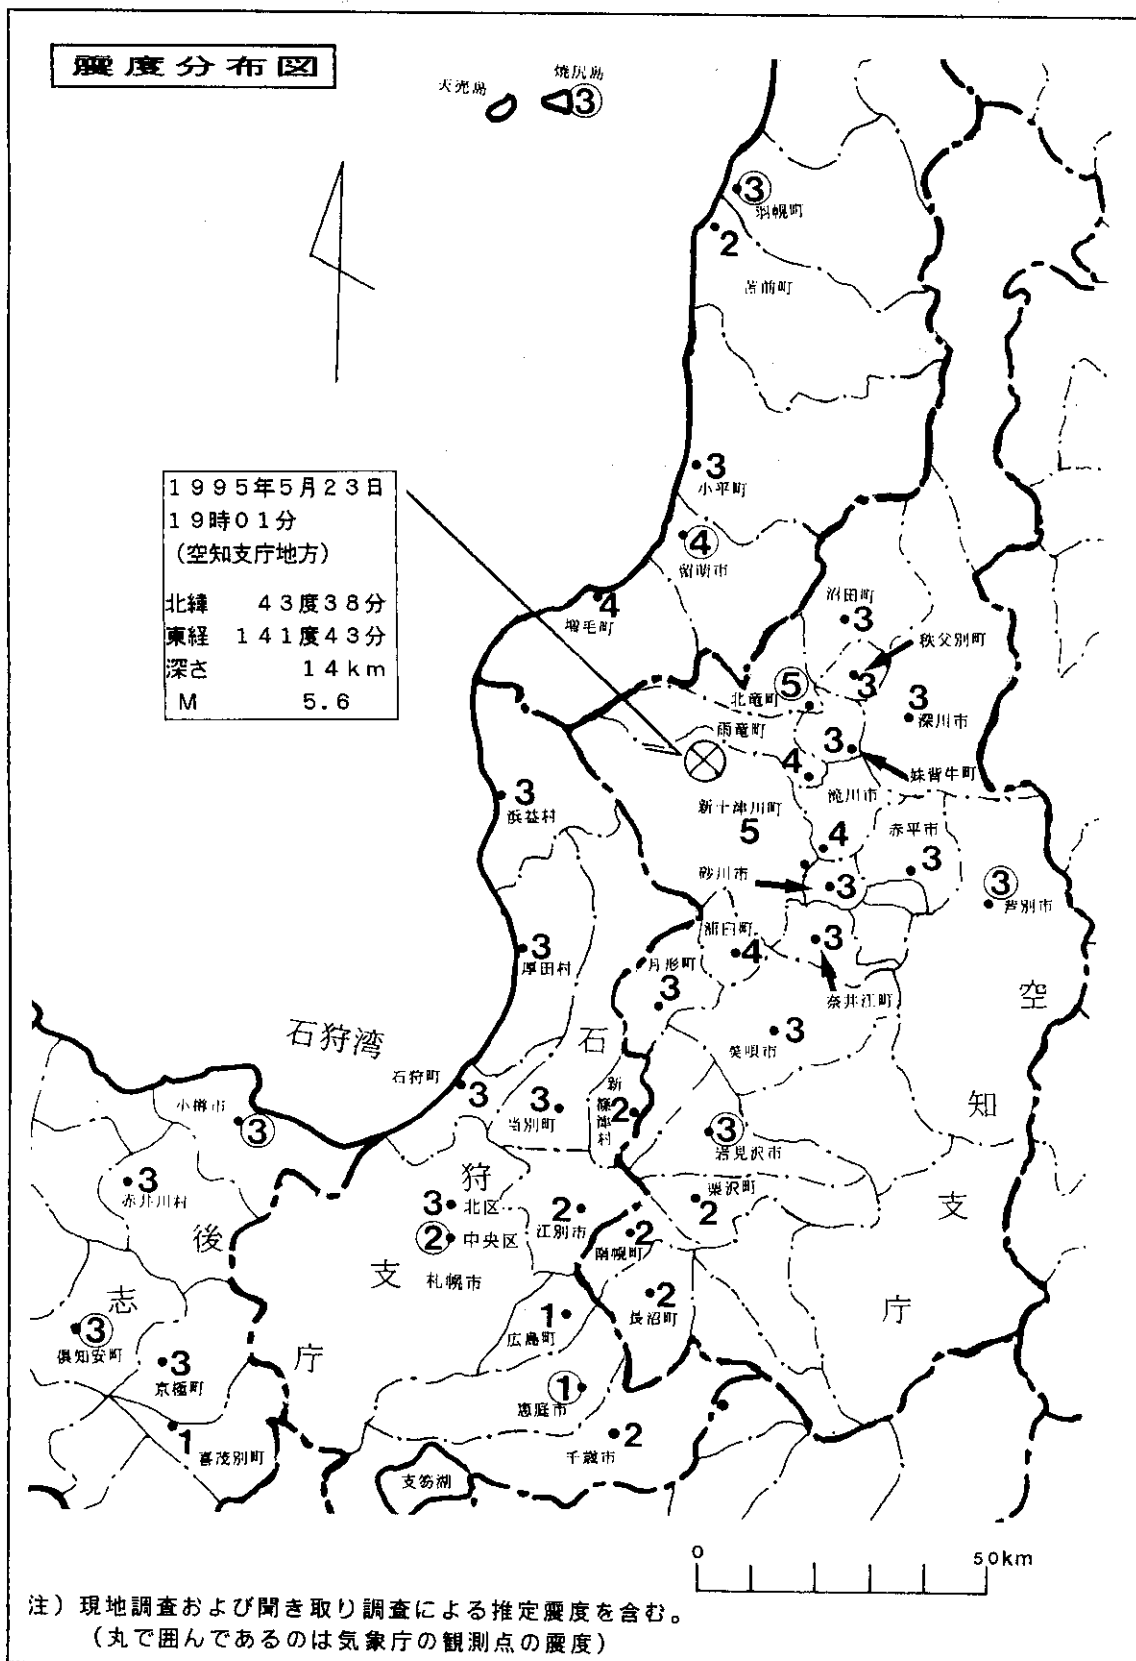 震度分布図
天売島
焼尻島
③
③
羽幌町
2
苫前町
1995年5月23日
19時01分
(空知支庁地方)
北緯 43度38分
東経 141度43分
深さ 14km
M 5.6
3
小平町
④
留萌市
4
増毛町
沼田町
3
秩父別町
3
⑤
北竜町
3
深川市
雨竜町
3
妹背牛町
4
滝川市
新十津川町
5
4
赤平市
3
砂川市
3
③
芦別市
3
浜益村
浦臼町
4
3
奈井江町
3
厚田村
月形町
3
3
美唄市
空
知
支
庁
石狩湾
石
狩
支
庁
石狩町
3
3
当別町
新篠津村
2
③
岩見沢市
小樽市
③
3
赤井川村
栗沢町
2
3
北区
②
中央区
札幌市
2
江別市
2
南幌町
2
長沼町
後
志
③
倶知安町
3
京極町
1
喜茂別町
1
広島町
①
恵庭市
2
千歳市
支笏湖
0
50km
注)現地調査および聞き取り調査による推定震度を含む。
(丸で囲んであるのは気象庁の観測点の震度)